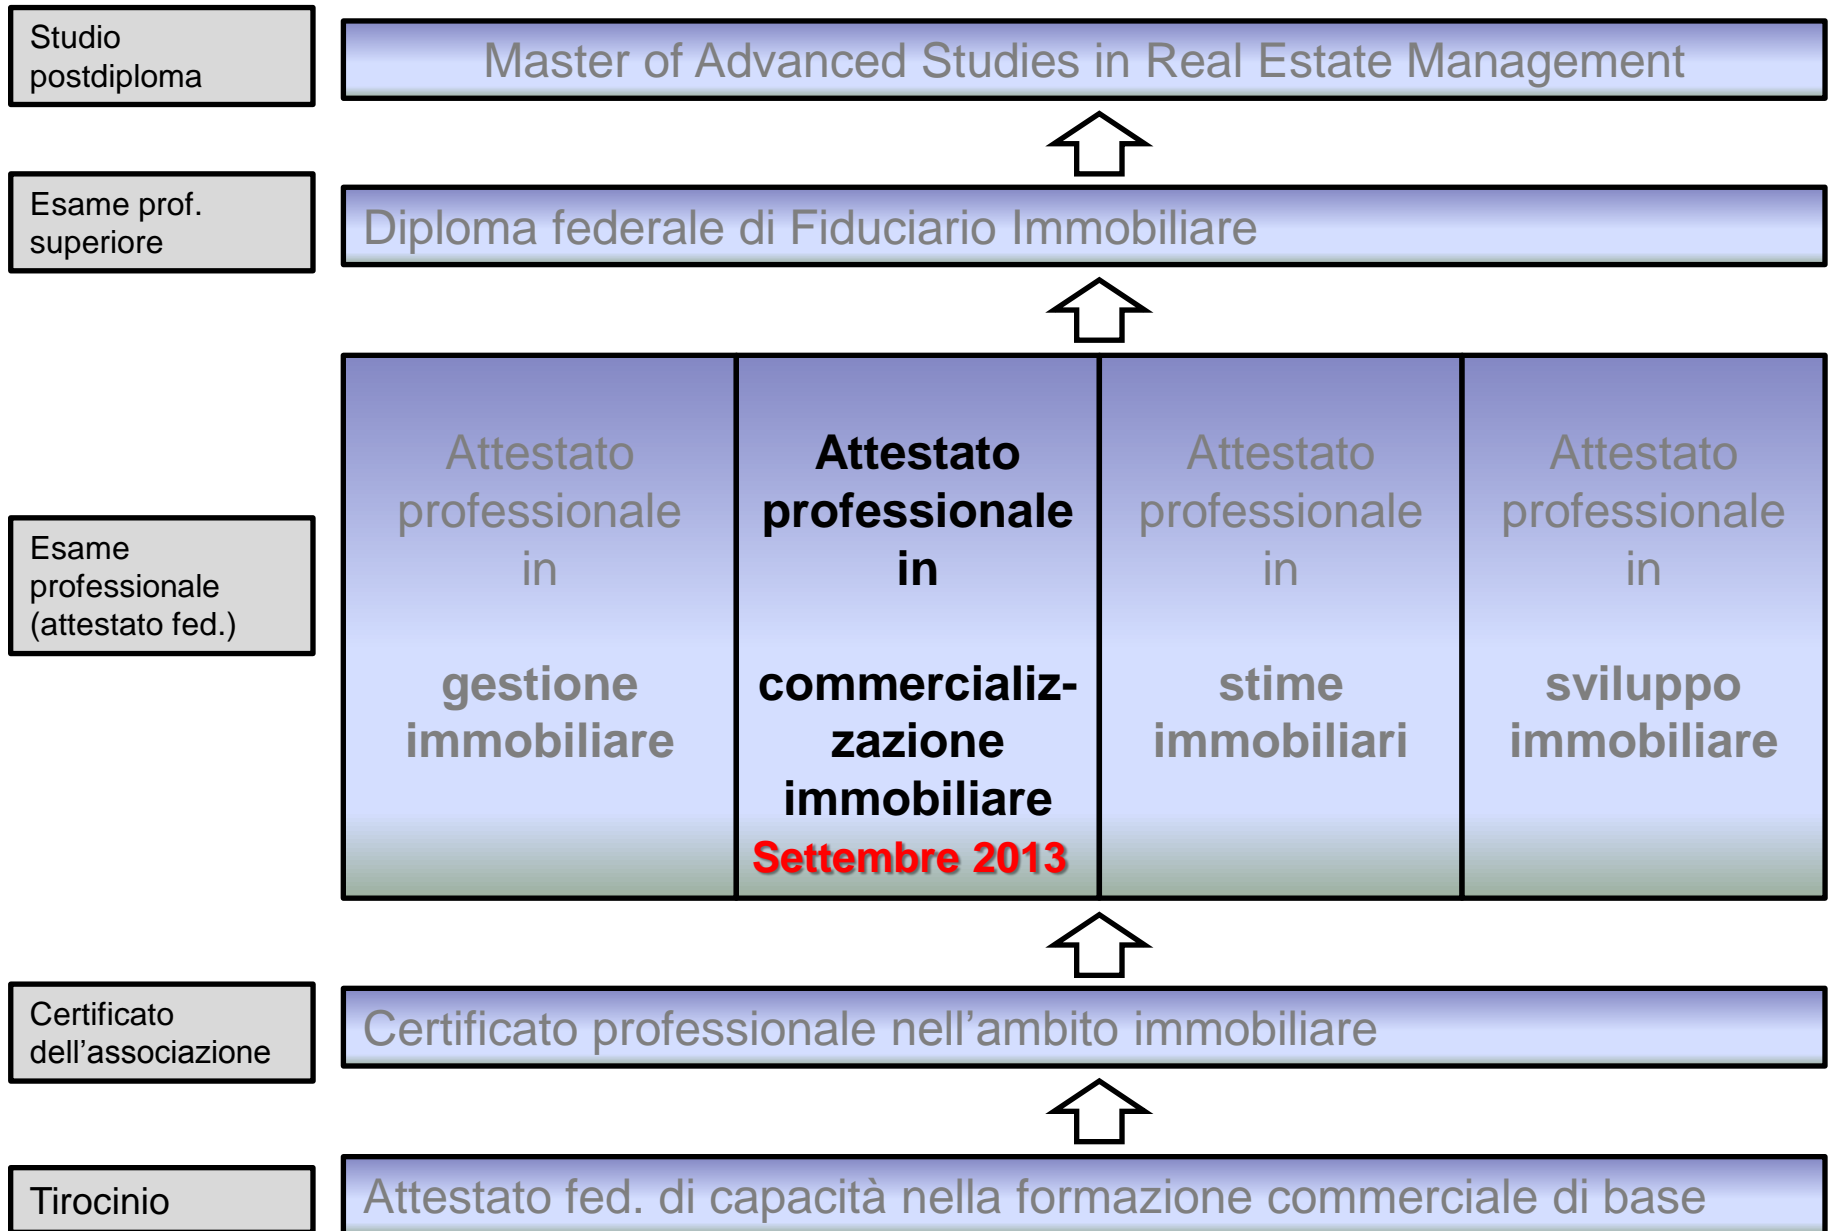 Studio
postdiploma
Master of Advanced Studies in Real Estate Management
Esame prof.
superiore
Diploma federale di Fiduciario Immobiliare
Esame
professionale
(attestato fed.)
Attestato
professionale
in
gestione
immobiliare
Attestato
professionale
in
commercializ-
zazione
immobiliare
Settembre 2013
Attestato
professionale
in
stime
immobiliari
Attestato
professionale
in
sviluppo
immobiliare
Certificato
dell’associazione
Certificato professionale nell’ambito immobiliare
Tirocinio
Attestato fed. di capacità nella formazione commerciale di base